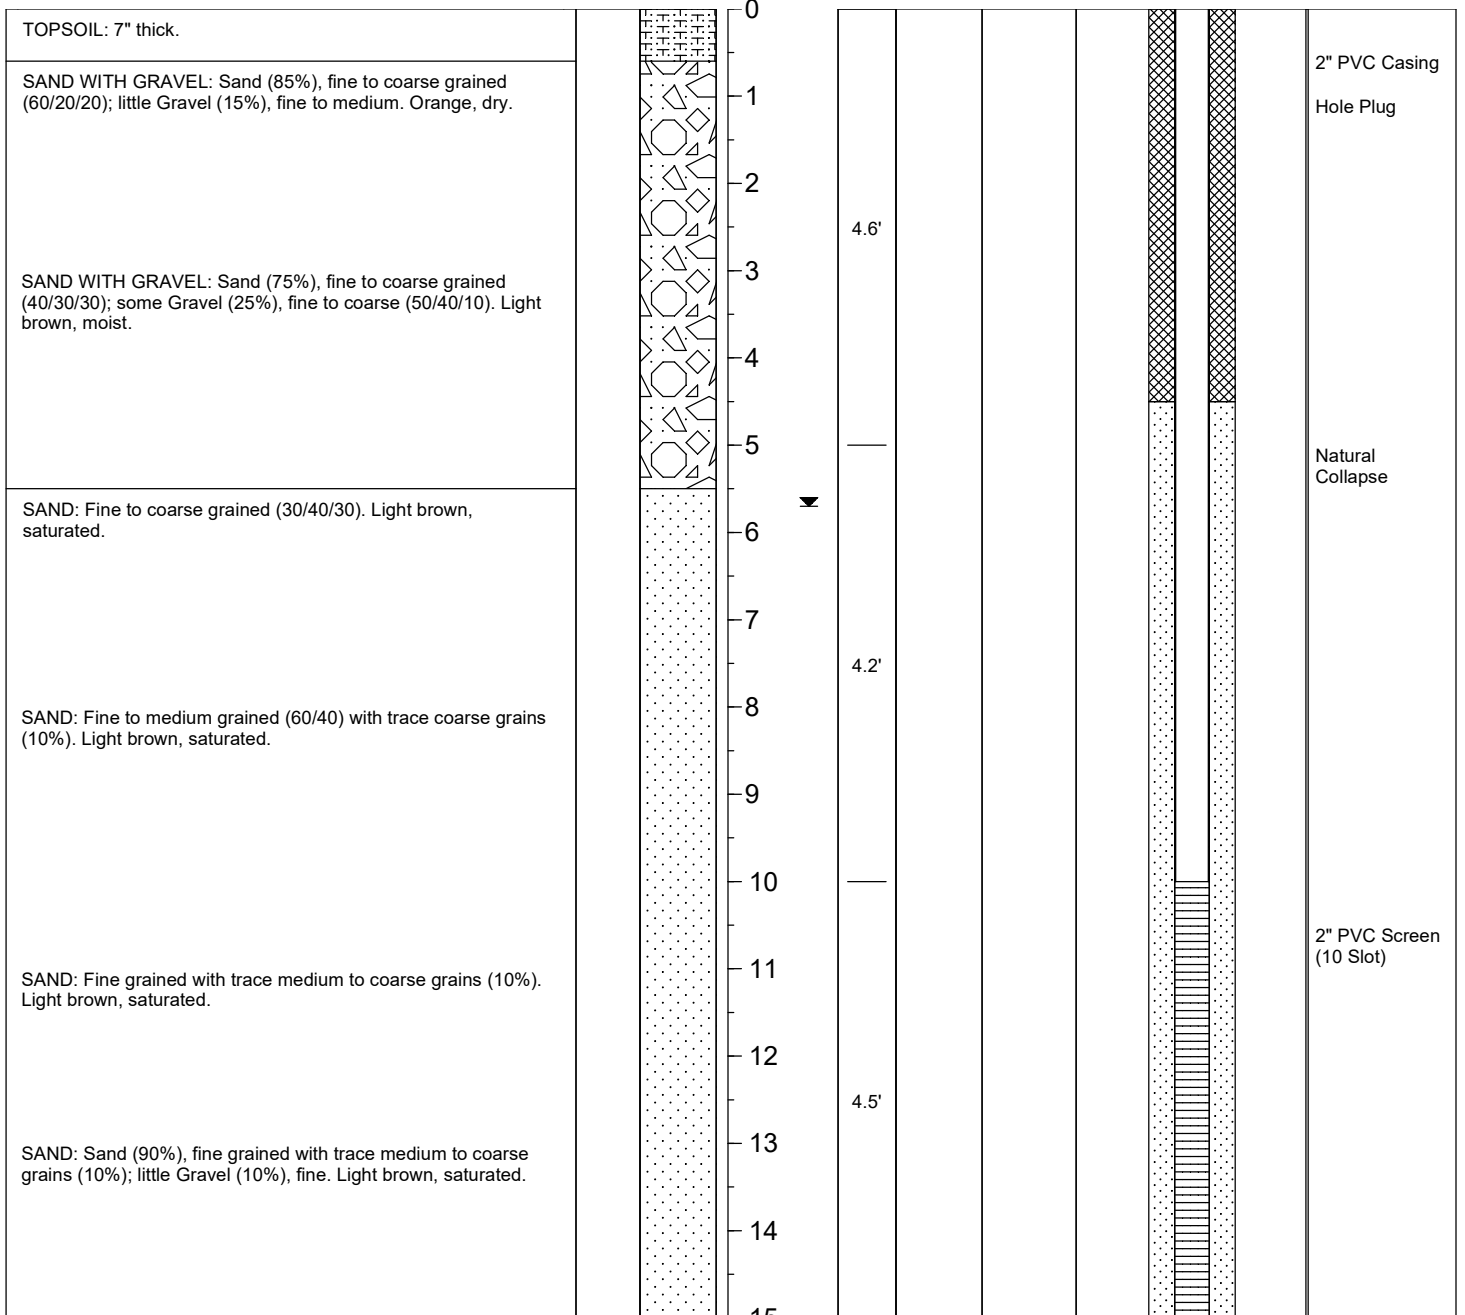 TOPSOIL: 7" thick.
SAND WITH GRAVEL: Sand (85%), fine to coarse grained
(60/20/20); little Gravel (15%), fine to medium. Orange, dry.
SAND WITH GRAVEL: Sand (75%), fine to coarse grained
(40/30/30); some Gravel (25%), fine to coarse (50/40/10). Light
brown, moist.
SAND: Fine to coarse grained (30/40/30). Light brown,
saturated.
SAND: Fine to medium grained (60/40) with trace coarse grains
(10%). Light brown, saturated.
SAND: Fine grained with trace medium to coarse grains (10%).
Light brown, saturated.
SAND: Sand (90%), fine grained with trace medium to coarse
grains (10%); little Gravel (10%), fine. Light brown, saturated.
0
1
2
3
4
5
6
7
8
9
10
11
12
13
14
15
4.6'
4.2'
4.5'
2" PVC Casing
Hole Plug
Natural
Collapse
2" PVC Screen
(10 Slot)